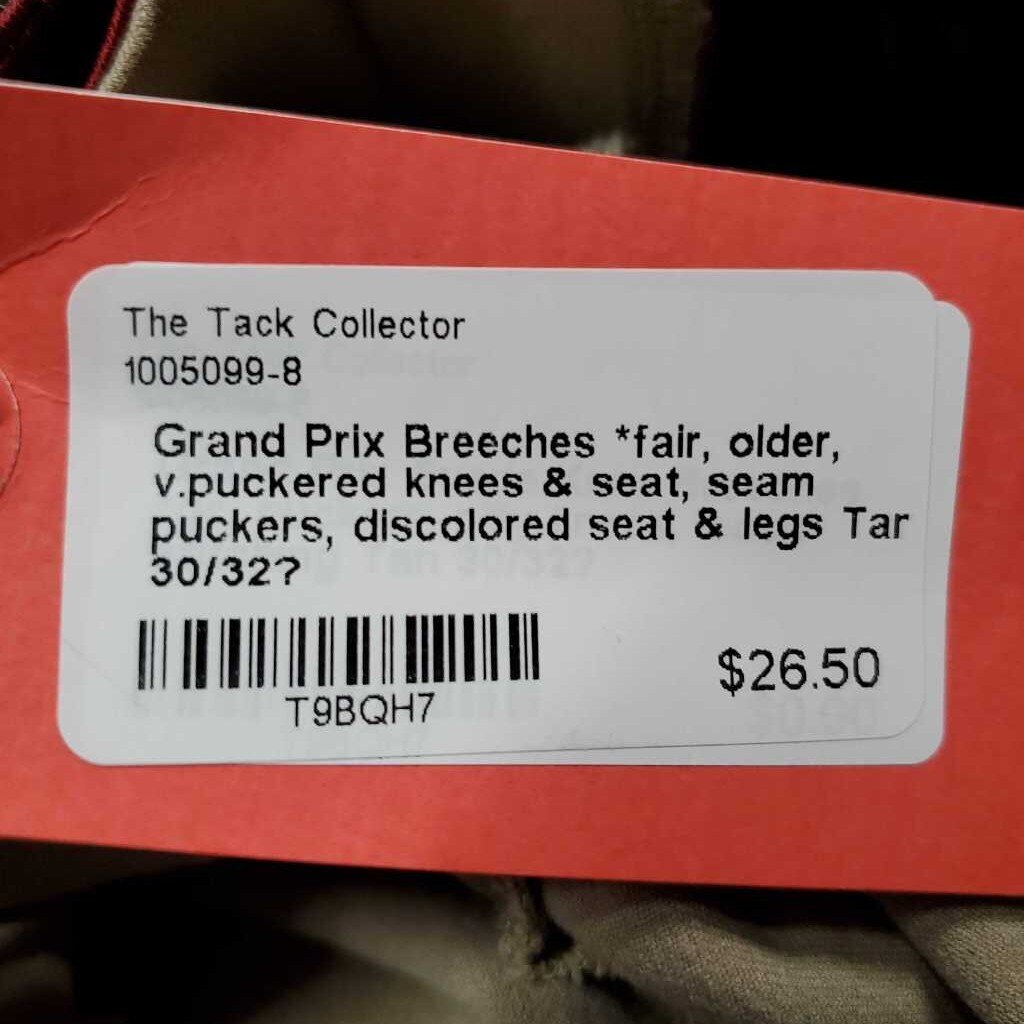 The Tack Collector
1005099-8
Grand Prix Breeches *fair, older,
v.puckered knees & seat, seam
puckers, discolored seat & legs Tar
30/32?
T9BQH7
$26.50